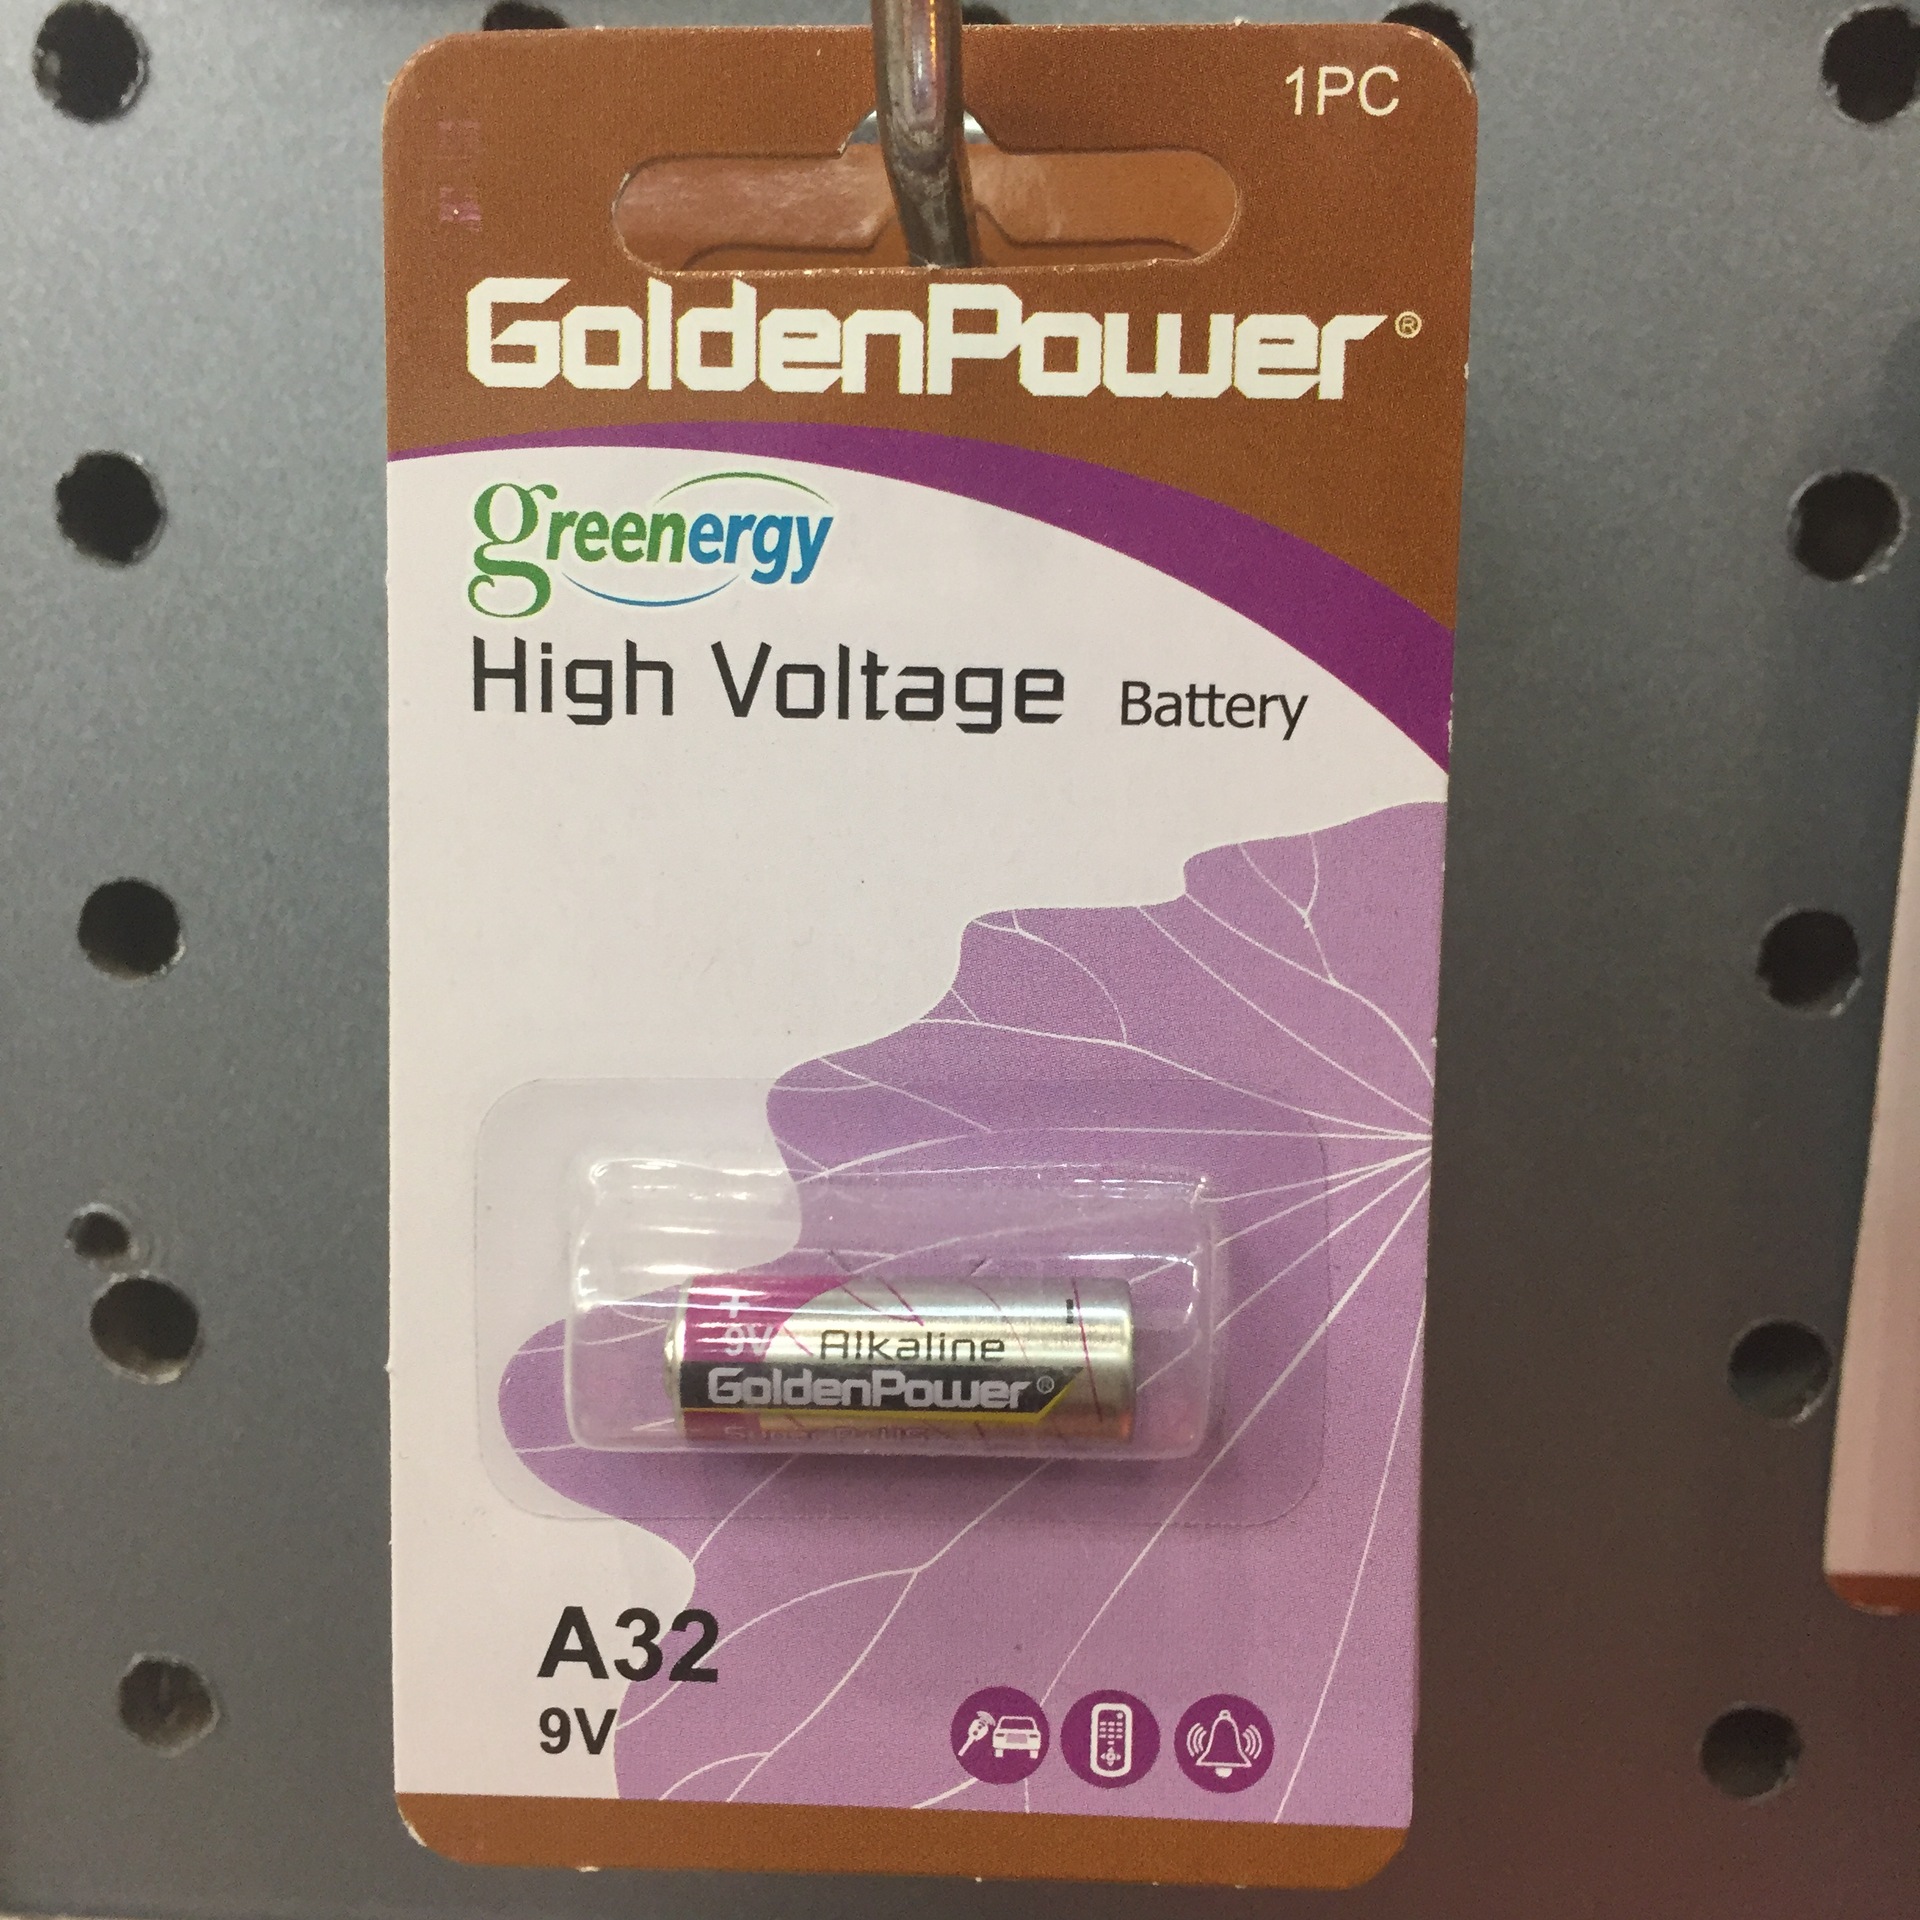 1PC
GoldenPower®
greenergy
High Voltage Battery
+
9V
Alkaline
GoldenPower®
A32
9V